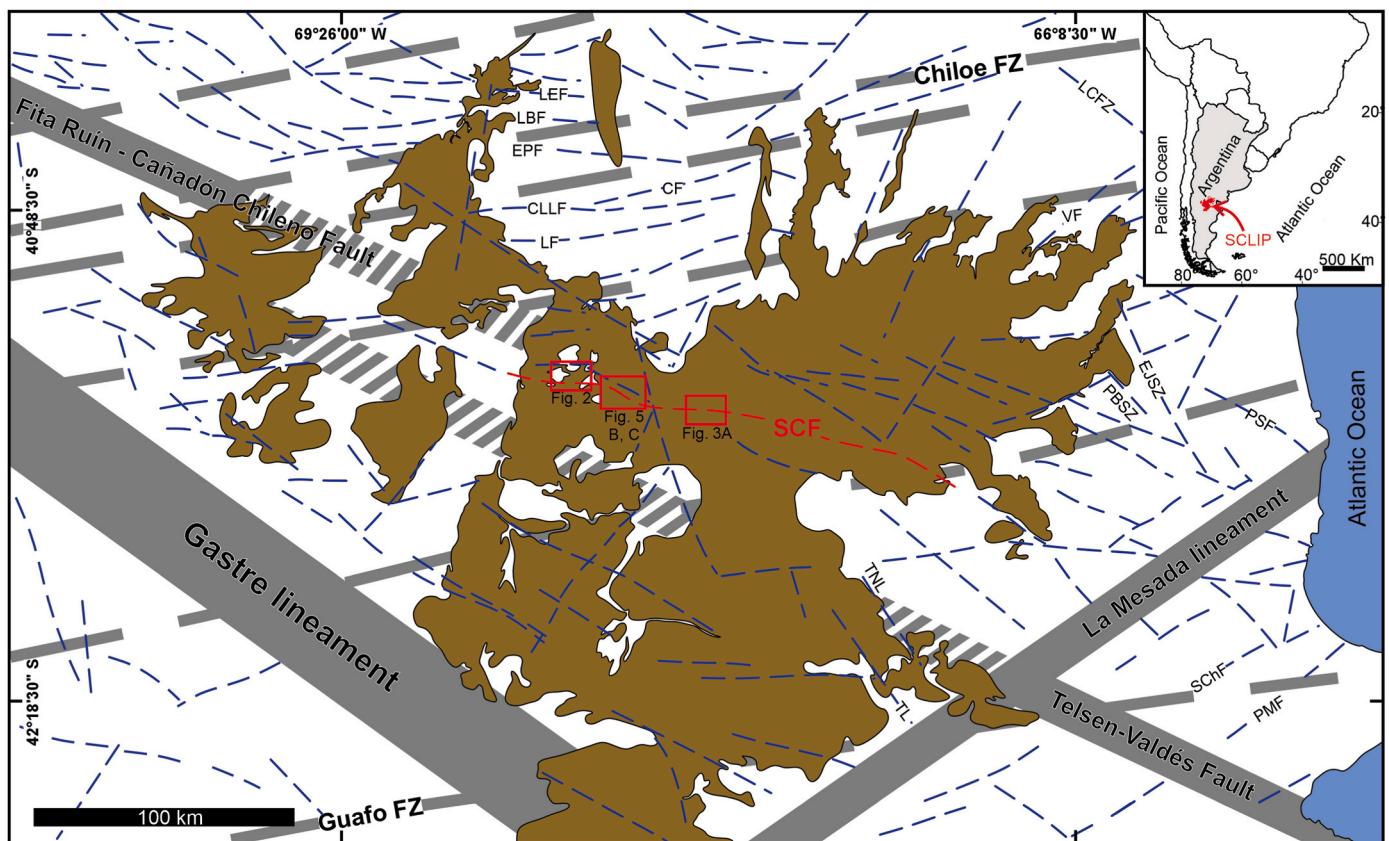 69°26'00" W
66°8'30" W
Chiloe FZ
LCFZ
LEF
LBF
EPF
CF
CLLF
LF
VF
Fita Ruín - Cañadón Chileno Fault
40°48'30" S
Pacific Ocean
Argentina
Atlantic Ocean
SCLIP
20°
40°
80°
60°
40°
500 Km
Fig. 2
Fig. 5
B, C
Fig. 3A
SCF
EJSZ
PBSZ
PSF
Atlantic Ocean
Gastre lineament
La Mesada lineament
TNL
TL
SChF
PMF
Telsen-Valdés Fault
42°18'30" S
100 km
Guafo FZ